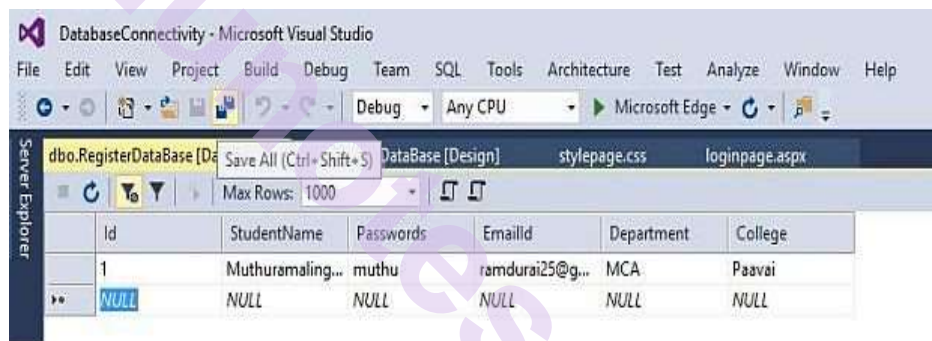 DatabaseConnectivity - Microsoft Visual Studio
File Edit View Project Build Debug Team SQL Tools Architecture Test Analyze Window Help
Debug Any CPU Microsoft Edge
dbo.RegisterDataBase [Da Save All (Ctrl+Shift+S) DataBase [Design] stylepage.css loginpage.aspx
Server Explorer
Max Rows: 1000
Id StudentName Passwords EmailId Department College
1 Muthuramaling... muthu ramdurai25@g... MCA Paavai
NULL NULL NULL NULL NULL NULL